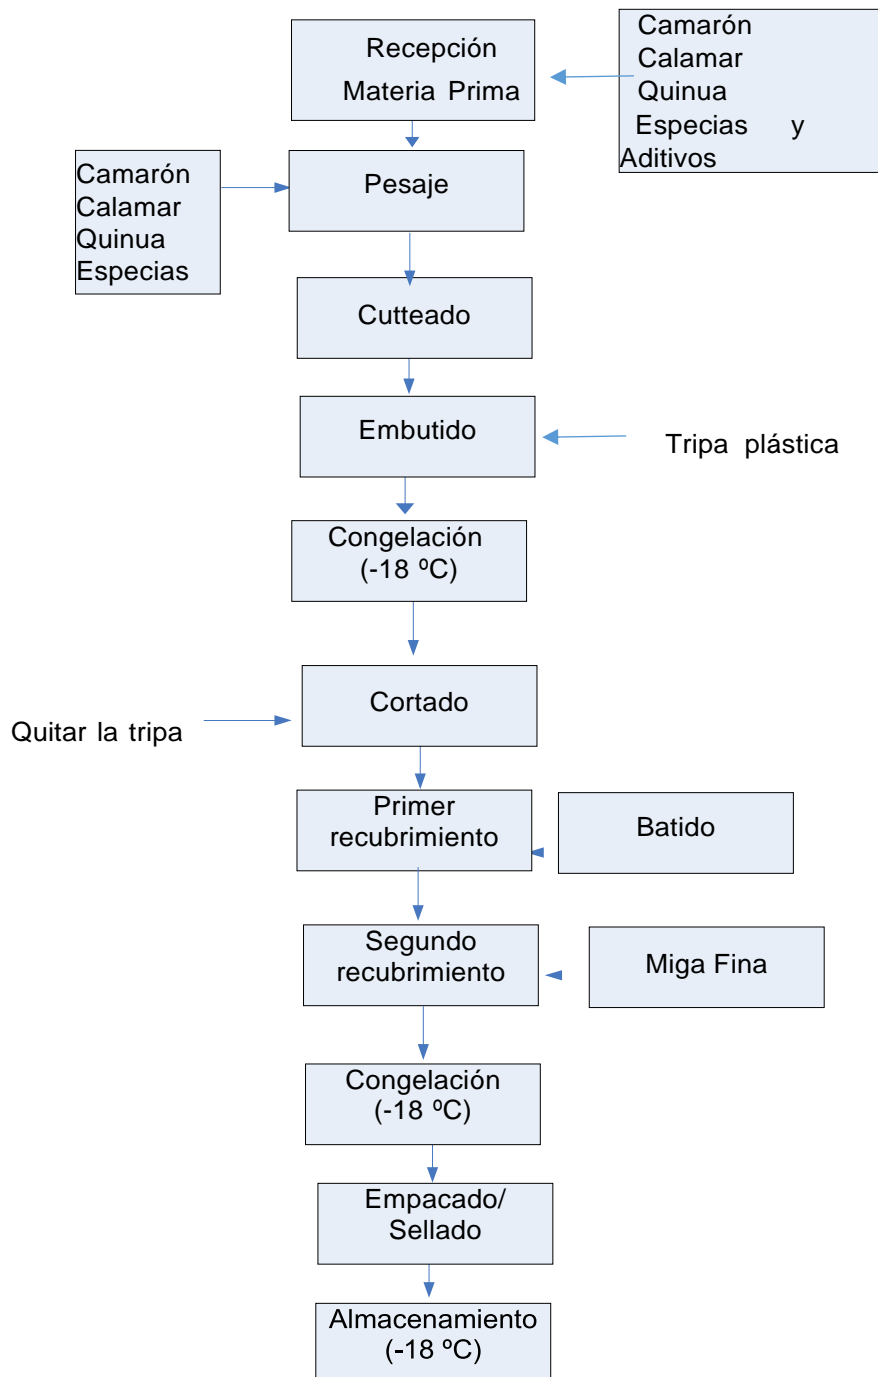 Recepción
Materia Prima
Camarón
Calamar
Quinua
Especias y
Aditivos
Camarón
Calamar
Quinua
Especias
Pesaje
Cutteado
Embutido
Tripa plástica
Congelación
(-18 ºC)
Cortado
Quitar la tripa
Primer
recubrimiento
Batido
Segundo
recubrimiento
Miga Fina
Congelación
(-18 ºC)
Empacado/
Sellado
Almacenamiento
(-18 ºC)